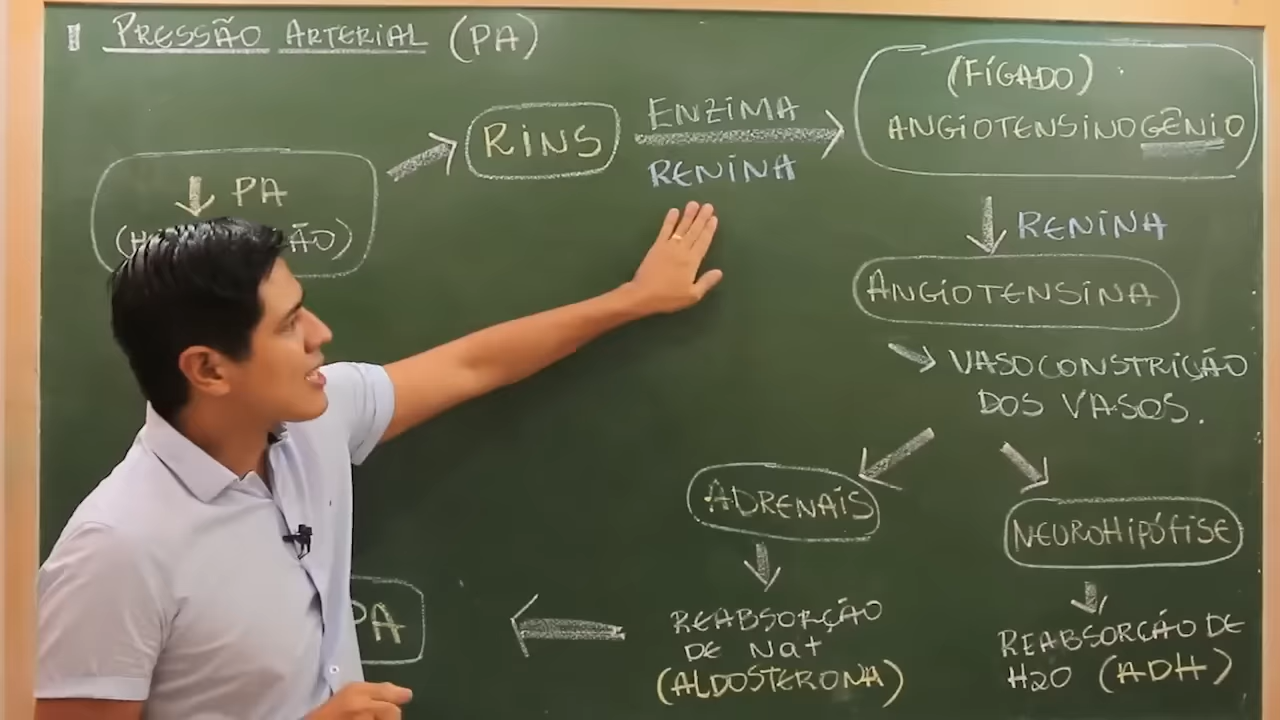 PRESSÃO ARTERIAL (PA)
(FÍGADO)
ANGIOTENSINOGÊNIO
ENZIMA
RINS
RENINA
↓ PA
RENINA
ANGIOTENSINA
VASOCONSTRIÇÃO
DOS VASOS.
ADRENAIS
NEUROHIPÓFISE
REABSORÇÃO
DE Na+
(ALDOSTERONA)
REABSORÇÃO DE
H2O (ADH)
PA